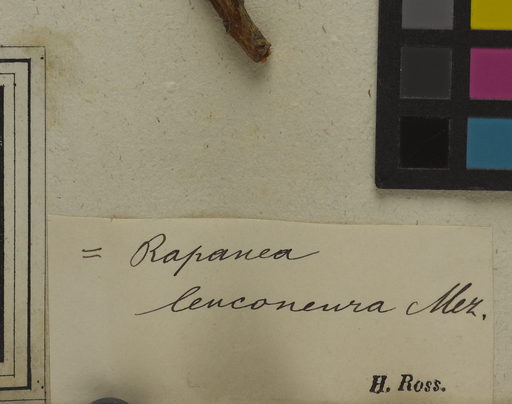 = Rapanea
leuconeura Mez.
H. Ross.